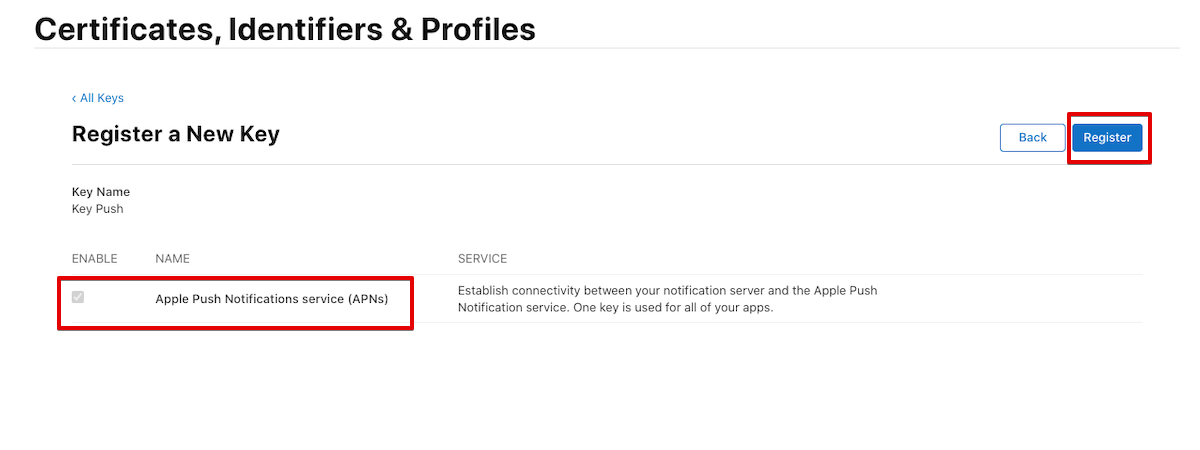 Certificates, Identifiers & Profiles
‹ All Keys
Register a New Key
Back
Register
Key Name
Key Push
ENABLE NAME SERVICE
Apple Push Notifications service (APNs)
Establish connectivity between your notification server and the Apple Push
Notification service. One key is used for all of your apps.